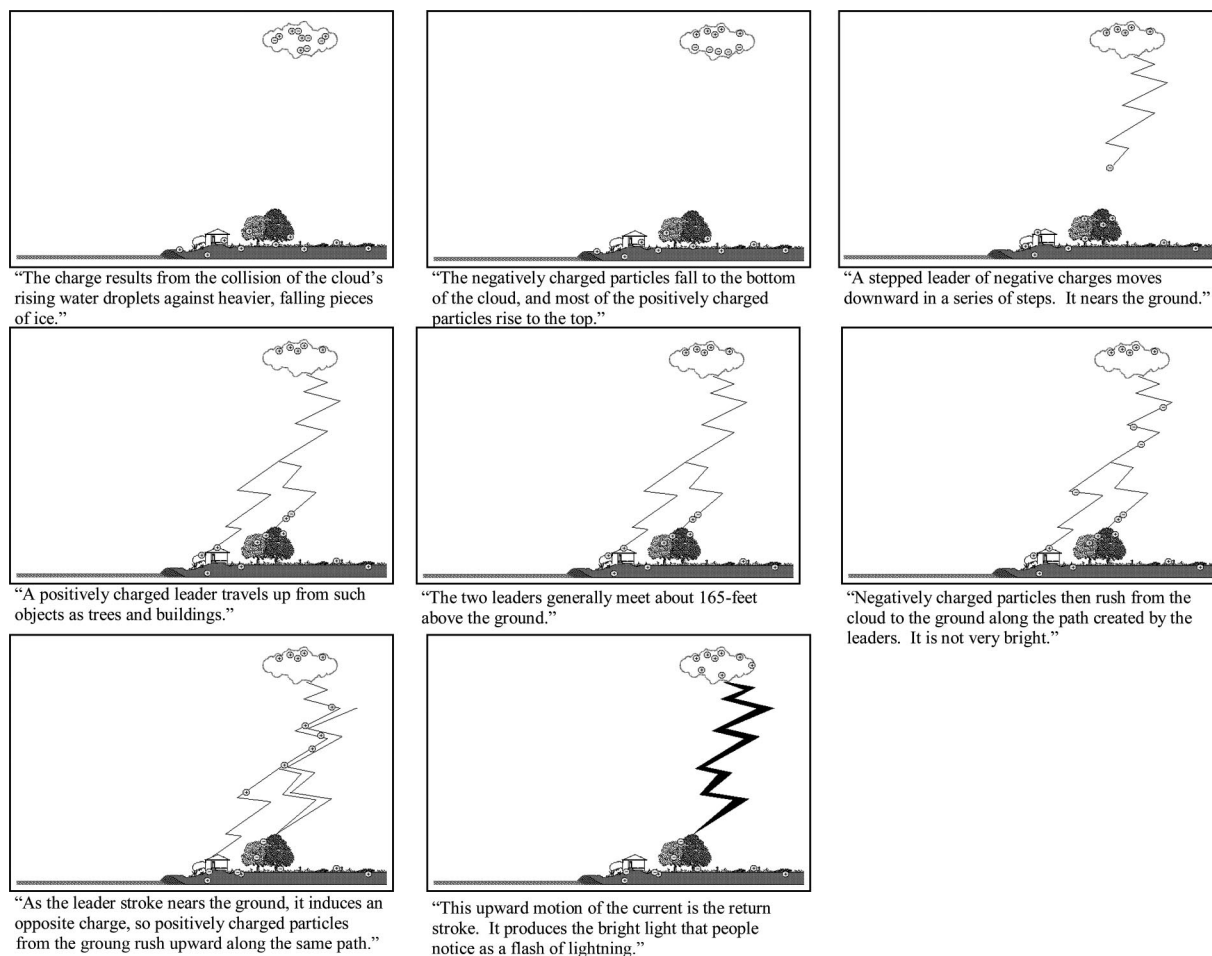 “The charge results from the collision of the cloud’s
rising water droplets against heavier, falling pieces
of ice.”
“The negatively charged particles fall to the bottom
of the cloud, and most of the positively charged
particles rise to the top.”
“A stepped leader of negative charges moves
downward in a series of steps.  It nears the ground.”
“A positively charged leader travels up from such
objects as trees and buildings.”
“The two leaders generally meet about 165-feet
above the ground.”
“Negatively charged particles then rush from the
cloud to the ground along the path created by the
leaders.  It is not very bright.”
“As the leader stroke nears the ground, it induces an
opposite charge, so positively charged particles
from the groung rush upward along the same path.”
“This upward motion of the current is the return
stroke.  It produces the bright light that people
notice as a flash of lightning.”